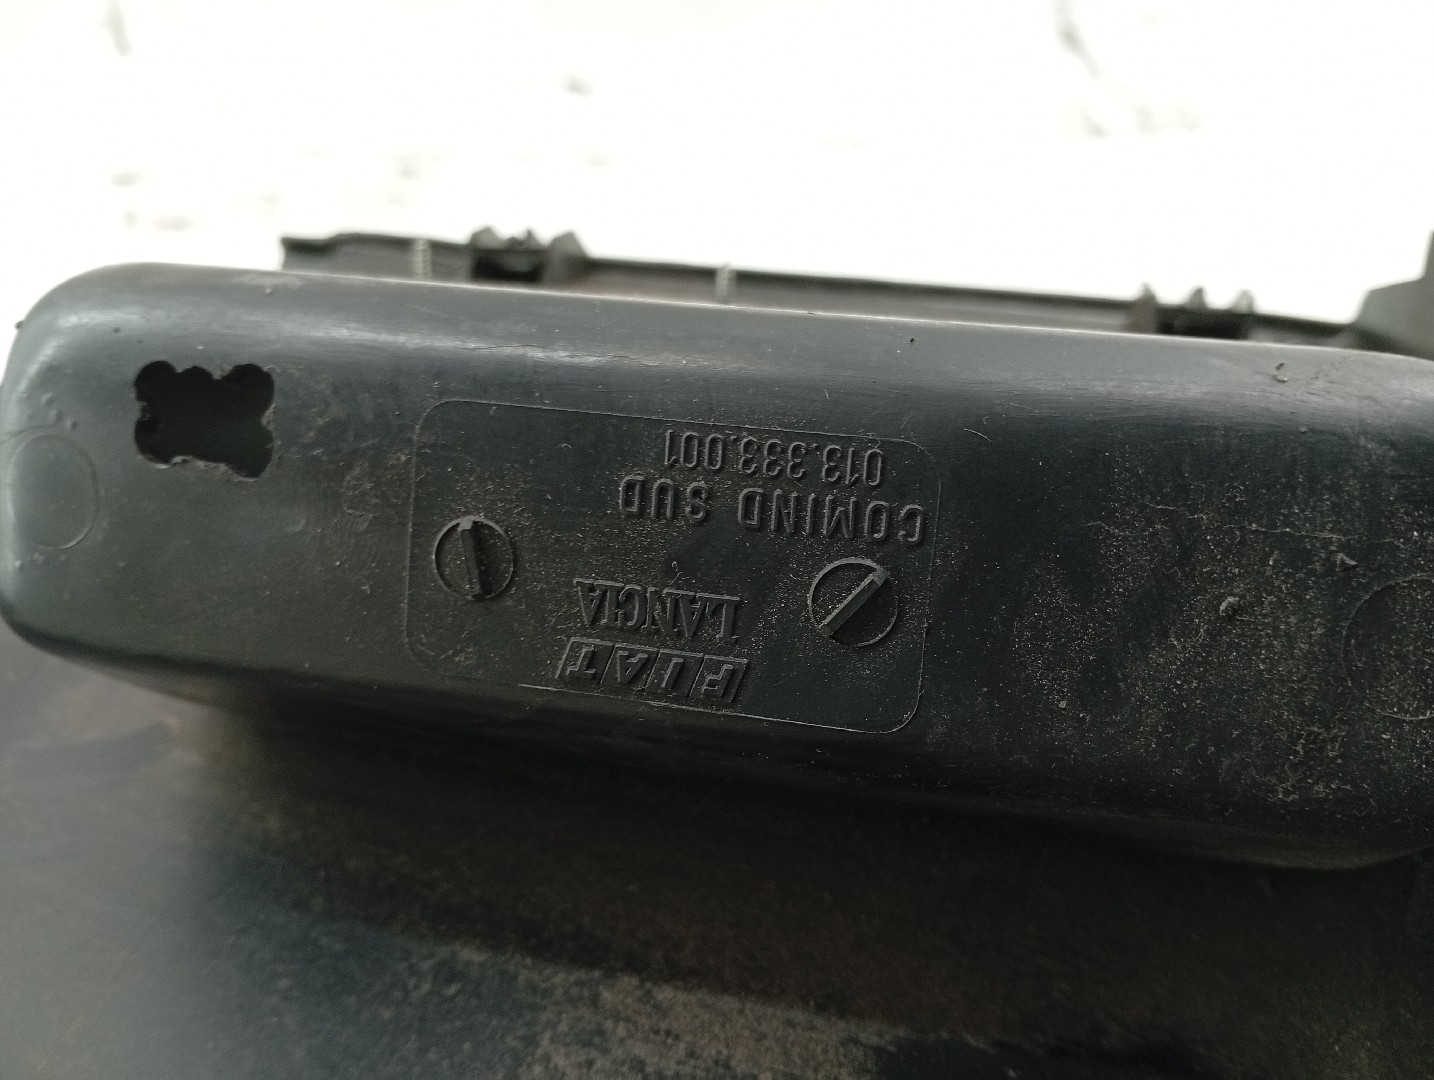 FIAT
LANCIA
COMIND SUD
013.333.001